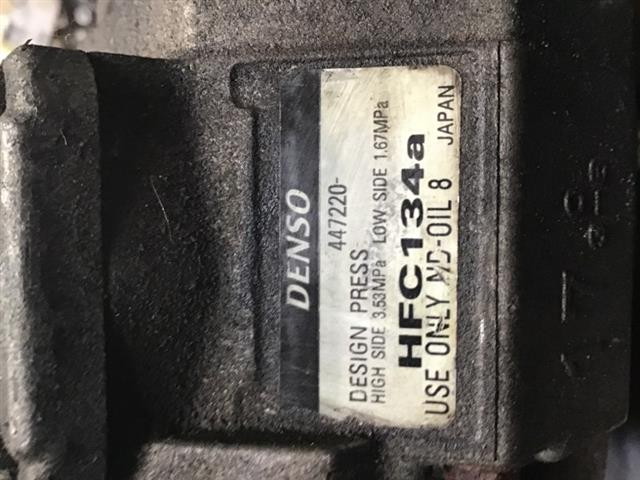 DENSO
447220-
DESIGN PRESS
HIGH SIDE 3.53MPa LOW SIDE 1.67MPa
HFC134a
USE ONLY ND-OIL 8 JAPAN